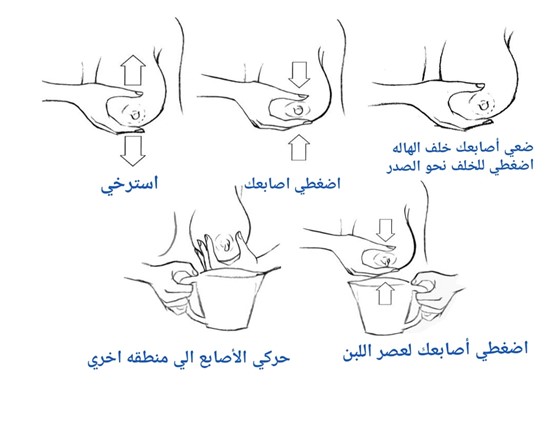 ضعي أصابعك خلف الهاله
اضغطي للخلف نحو الصدر
اضغطي اصابعك
استرخي
اضغطي أصابعك لعصر اللبن
حركي الأصابع الي منطقه اخري